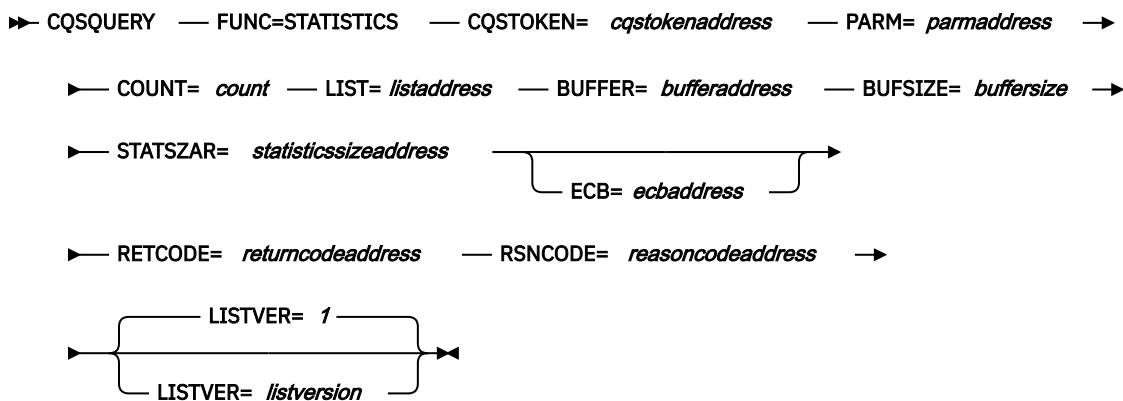 CQSQUERY FUNC=STATISTICS CQSTOKEN= cqstokenaddress PARM= parmaddress
COUNT= count LIST= listaddress BUFFER= bufferaddress BUFSIZE= buffersize
STATSZAR= statisticssizeaddress
ECB= ecbaddress
RETCODE= returncodeaddress RSNCODE= reasoncodeaddress
LISTVER= 1
LISTVER= listversion